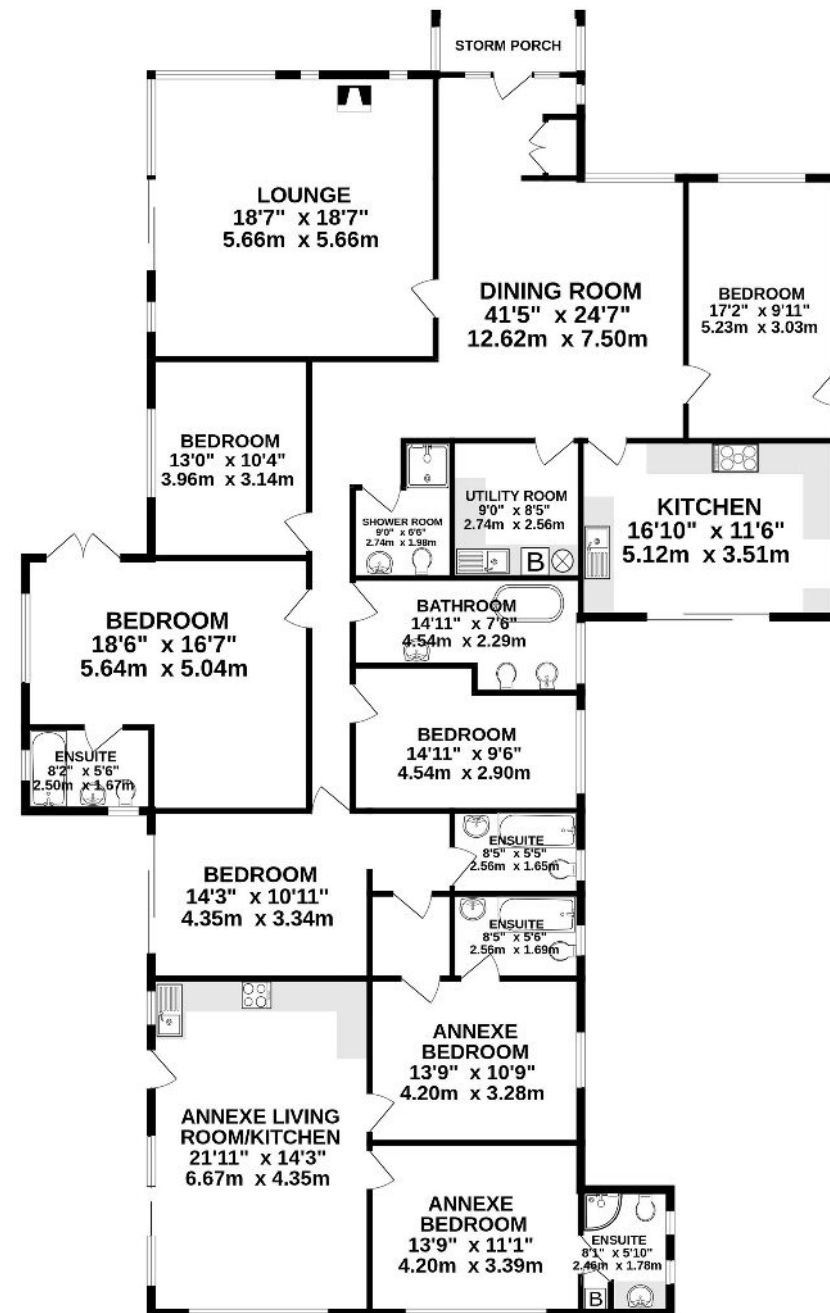 STORM PORCH
LOUNGE
18'7" x 18'7"
5.66m x 5.66m
DINING ROOM
41'5" x 24'7"
12.62m x 7.50m
BEDROOM
17'2" x 9'11"
5.23m x 3.03m
BEDROOM
13'0" x 10'4"
3.96m x 3.14m
SHOWER ROOM
9'0" x 6'6"
2.74m x 1.98m
UTILITY ROOM
9'0" x 8'5"
2.74m x 2.56m
B
KITCHEN
16'10" x 11'6"
5.12m x 3.51m
BEDROOM
18'6" x 16'7"
5.64m x 5.04m
BATHROOM
14'11" x 7'6"
4.54m x 2.29m
BEDROOM
14'11" x 9'6"
4.54m x 2.90m
ENSUITE
8'2" x 5'6"
2.50m x 1.67m
BEDROOM
14'3" x 10'11"
4.35m x 3.34m
ENSUITE
8'5" x 5'5"
2.56m x 1.65m
ENSUITE
8'5" x 5'6"
2.56m x 1.69m
ANNEXE
BEDROOM
13'9" x 10'9"
4.20m x 3.28m
ANNEXE LIVING
ROOM/KITCHEN
21'11" x 14'3"
6.67m x 4.35m
ANNEXE
BEDROOM
13'9" x 11'1"
4.20m x 3.39m
ENSUITE
8'1" x 5'10"
2.46m x 1.78m
B